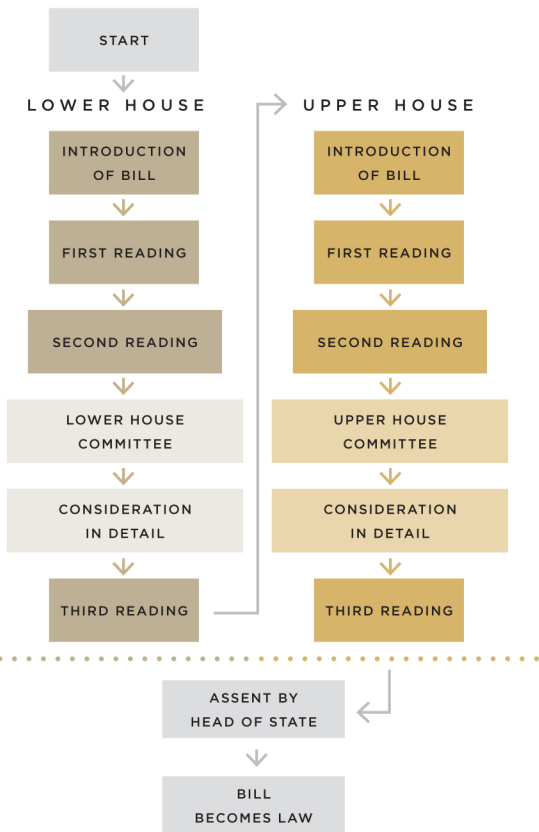 START
LOWER HOUSE
INTRODUCTION
OF BILL
FIRST READING
SECOND READING
LOWER HOUSE
COMMITTEE
CONSIDERATION
IN DETAIL
THIRD READING
UPPER HOUSE
INTRODUCTION
OF BILL
FIRST READING
SECOND READING
UPPER HOUSE
COMMITTEE
CONSIDERATION
IN DETAIL
THIRD READING
ASSENT BY
HEAD OF STATE
BILL
BECOMES LAW